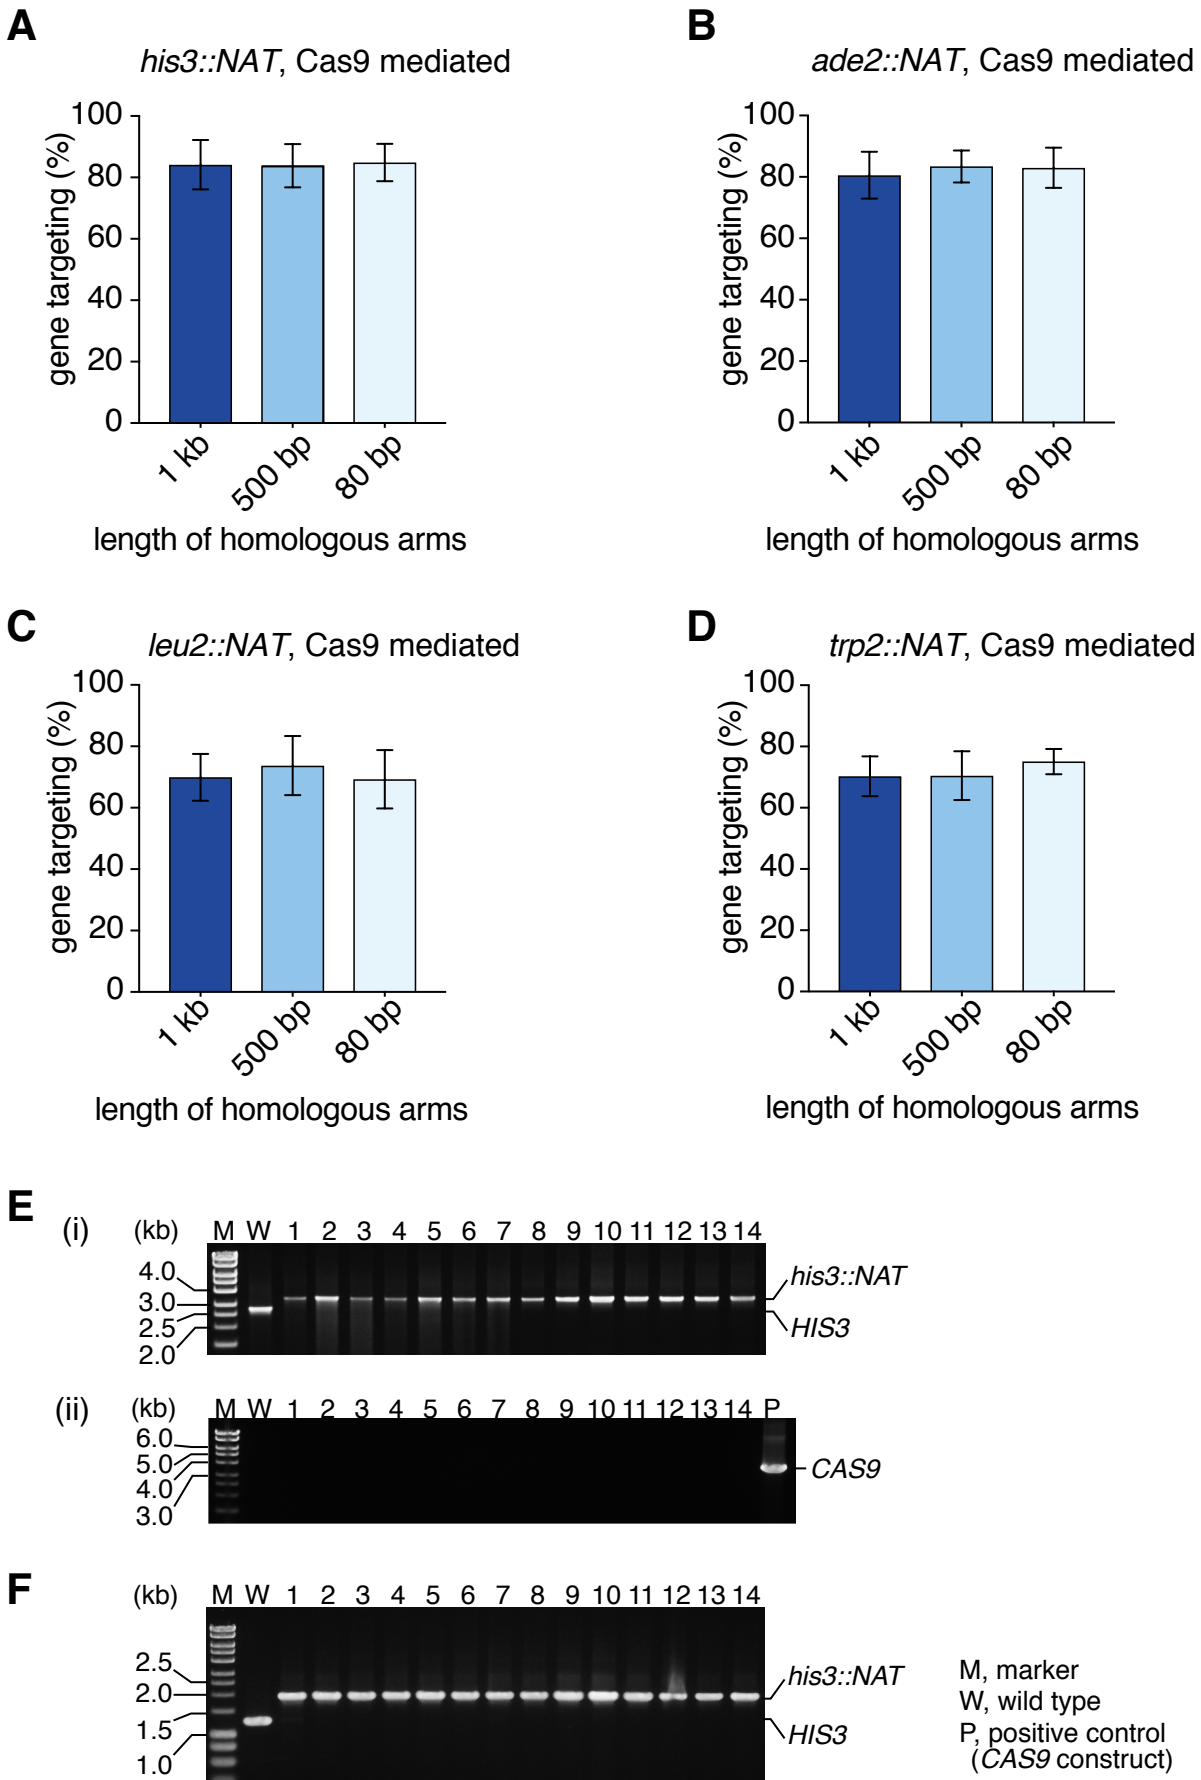 A
his3::NAT, Cas9 mediated
gene targeting (%)
100
80
60
40
20
0
1 kb
500 bp
80 bp
length of homologous arms
B
ade2::NAT, Cas9 mediated
gene targeting (%)
100
80
60
40
20
0
1 kb
500 bp
80 bp
length of homologous arms
C
leu2::NAT, Cas9 mediated
gene targeting (%)
100
80
60
40
20
0
1 kb
500 bp
80 bp
length of homologous arms
D
trp2::NAT, Cas9 mediated
gene targeting (%)
100
80
60
40
20
0
1 kb
500 bp
80 bp
length of homologous arms
E
(i)
(kb) M W 1 2 3 4 5 6 7 8 9 10 11 12 13 14
4.0
3.0
2.5
2.0
his3::NAT
HIS3
(ii)
(kb) M W 1 2 3 4 5 6 7 8 9 10 11 12 13 14 P
6.0
5.0
4.0
3.0
CAS9
F
(kb) M W 1 2 3 4 5 6 7 8 9 10 11 12 13 14
2.5
2.0
1.5
1.0
his3::NAT
HIS3
M, marker
W, wild type
P, positive control
(CAS9 construct)